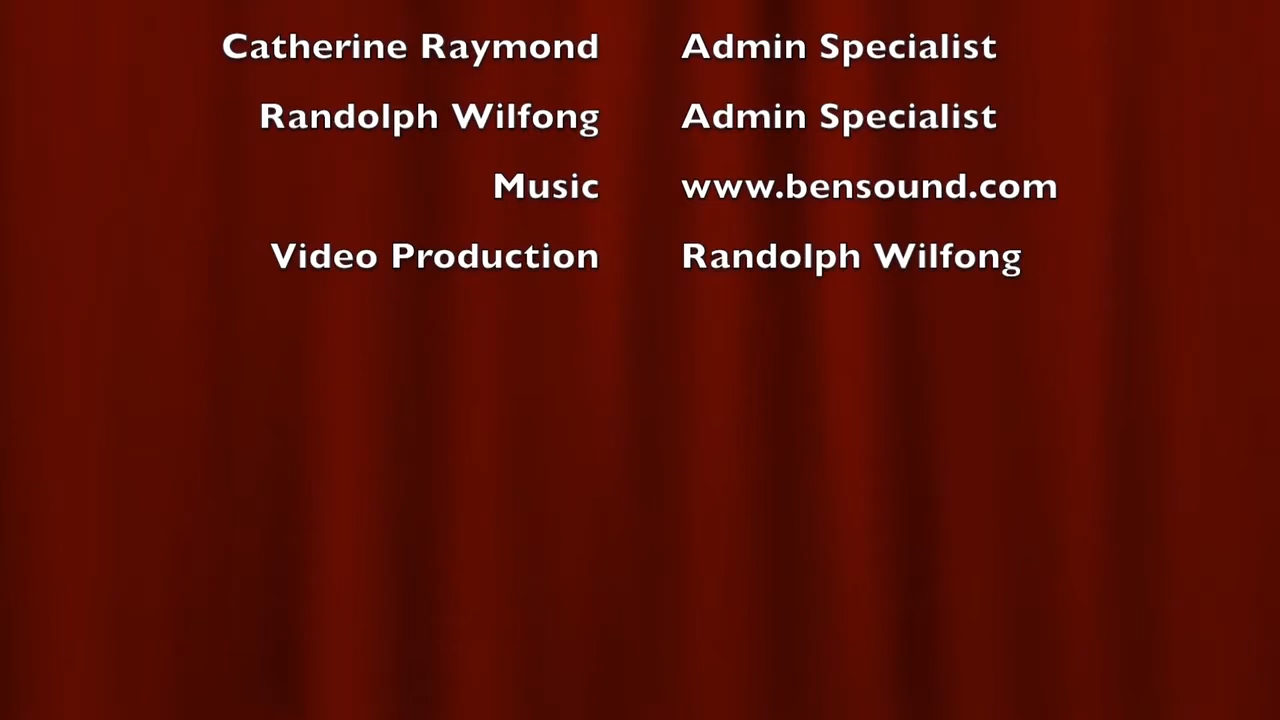 Catherine Raymond Admin Specialist
Randolph Wilfong Admin Specialist
Music www.bensound.com
Video Production Randolph Wilfong